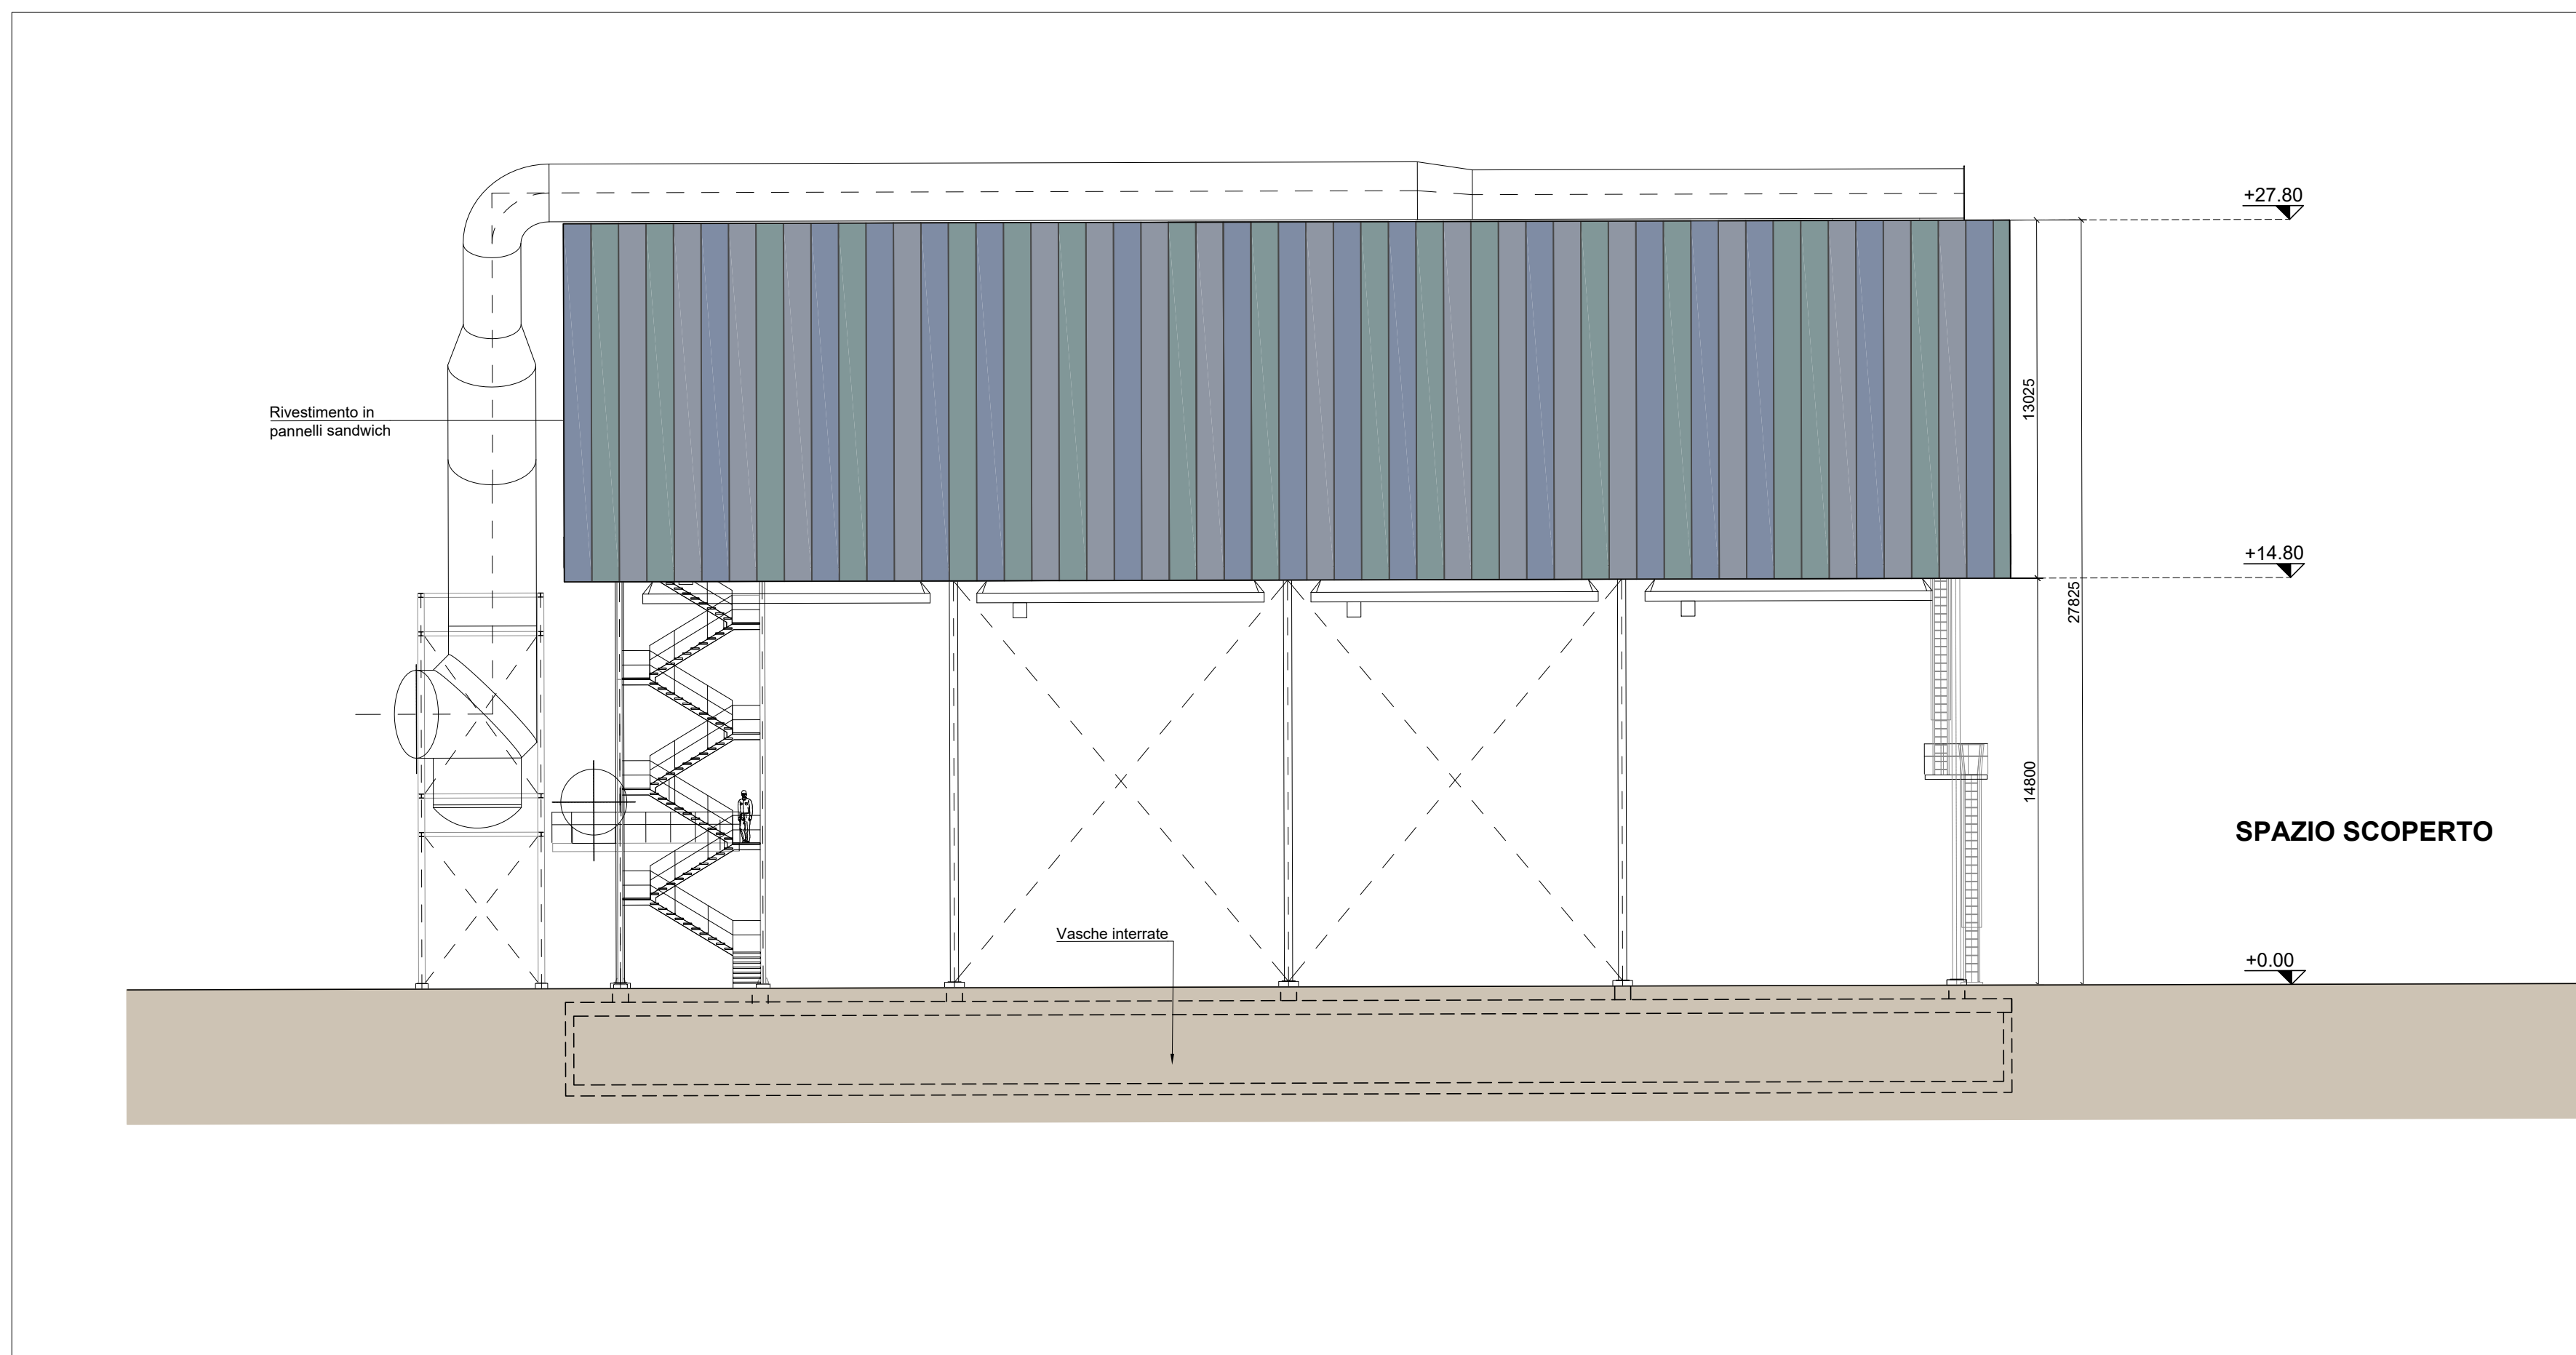 +27.80
13025
Rivestimento in
pannelli sandwich
+14.80
27825
14800
SPAZIO SCOPERTO
Vasche interrate
+0.00